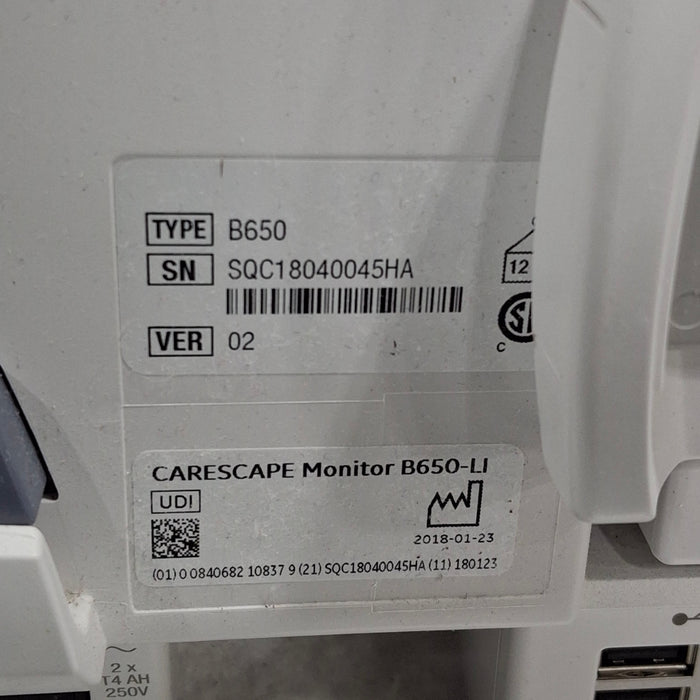 TYPE B650
SN SQC18040045HA
VER 02
12
C
CARESCAPE Monitor B650-LI
UDI
2018-01-23
(01) 0 0840682 10837 9 (21) SQC18040045HA (11) 180123
2 x
T4 AH
250V